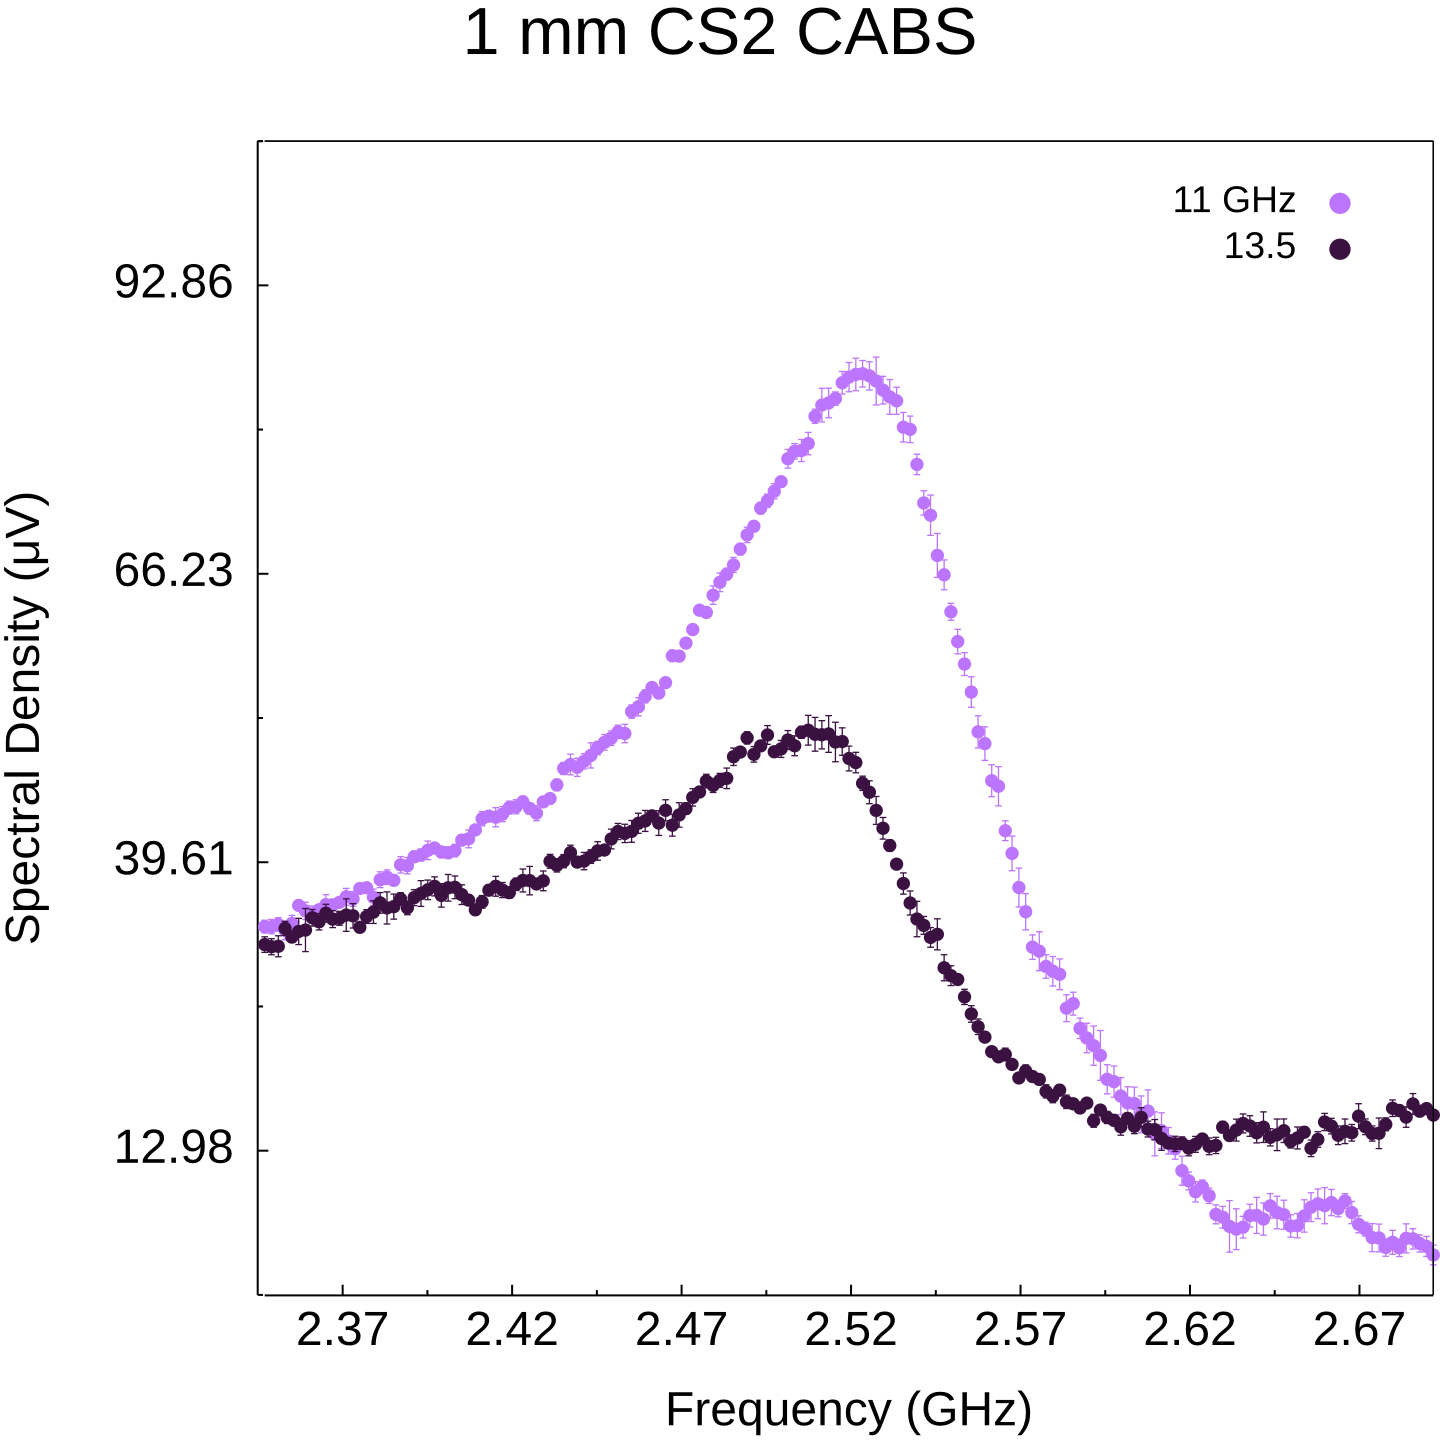 1 mm CS2 CABS
11 GHz
13.5
92.86
66.23
39.61
12.98
Spectral Density (μV)
2.37 2.42 2.47 2.52 2.57 2.62 2.67
Frequency (GHz)